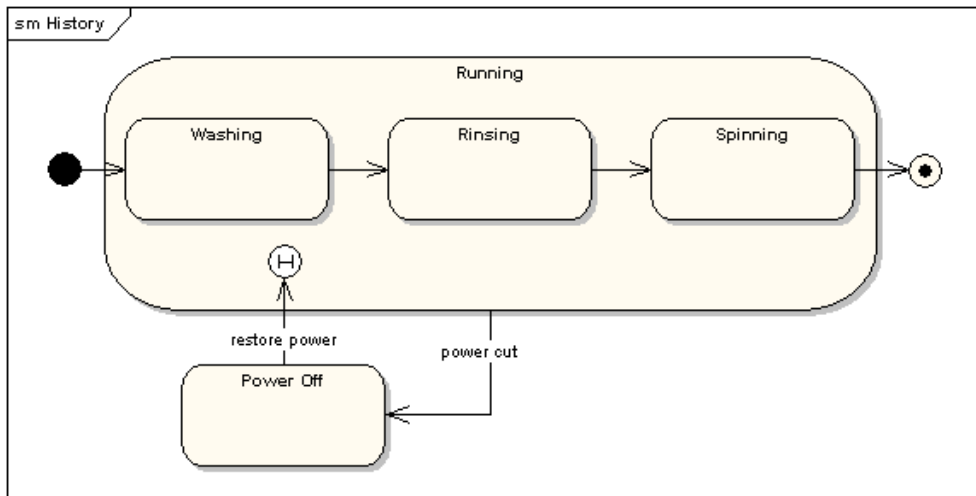 sm History
Running
Washing
Rinsing
Spinning
H
restore power
power cut
Power Off